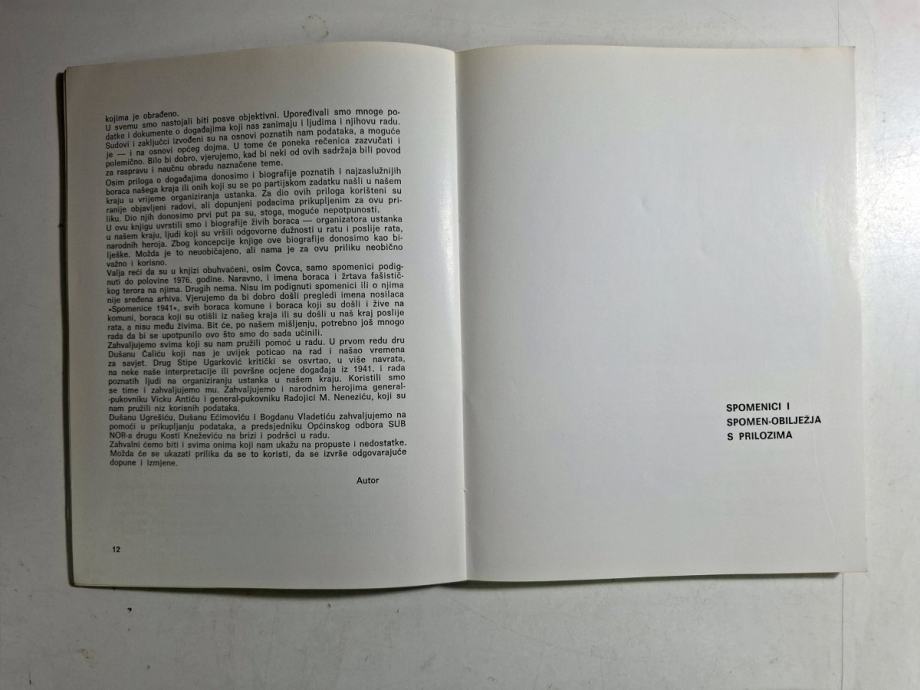 kojima je obrađeno.
U svemu smo nastojali biti posve objektivni. Upoređivali smo mnoge po-
datke i dokumente o događajima koji nas zanimaju i ljudima i njihovu radu.
Sudovi i zaključci izvođeni su na osnovi poznatih nam podataka, a moguće
je — i na osnovi općeg dojma. U tome će poneka rečenica zazvučati i
polemično. Bilo bi dobro, vjerujemo, kad bi neki od ovih sadržaja bili povod
za raspravu i naučnu obradu naznačene teme.
Osim priloga o događajima donosimo i biografije poznatih i najzaslužnijih
boraca našega kraja ili onih koji su se po partijskom zadatku našli u našem
kraju u vrijeme organiziranja ustanka. Za dio ovih priloga korišteni su
ranije objavljeni radovi, ali dopunjeni podacima prikupljenim za ovu pri-
liku. Dio njih donosimo prvi put pa su, stoga, moguće nepotpunosti.
U ovu knjigu uvrstili smo i biografije živih boraca — organizatora ustanka
u našem kraju, ljudi koji su vršili odgovorne dužnosti u ratu i poslije rata,
narodnih heroja. Zbog koncepcije knjige ove biografije donosimo kao bi-
lješke. Možda je to neuobičajeno, ali nama je za ovu priliku neobično
važno i korisno.
Valja reći da su u knjizi obuhvaćeni, osim Čovca, samo spomenici podig-
nuti do polovine 1976. godine. Naravno, i imena boraca i žrtava fašistič-
kog terora na njima. Drugih nema. Nisu im podignuti spomenici ili o njima
nije sređena arhiva. Vjerujemo da bi dobro došli pregledi imena nosilaca
»Spomenice 1941«, svih boraca komune i boraca koji su došli i žive na
komuni, boraca koji su otišli iz našeg kraja ili su došli u naš kraj poslije
rata, a nisu među živima. Bit će, po našem mišljenju, potrebno još mnogo
rada da bi se upotpunilo ovo što smo do sada učinili.
Zahvaljujemo svima koji su nam pružili pomoć u radu. U prvom redu dru
Dušanu Čaliću koji nas je uvijek poticao na rad i našao vremena
za savjet. Drug Stipe Ugarković kritički se osvrtao, u više navrata,
na neke naše interpretacije ili površne ocjene događaja iz 1941. i rada
poznatih ljudi na organiziranju ustanka u našem kraju. Koristili smo
se time i zahvaljujemo mu. Zahvaljujemo i narodnim herojima general-
-pukovniku Vicku Antiću i general-pukovniku Radojici M. Neneziću, koji su
nam pružili niz korisnih podataka.
Dušanu Ugrešiću, Dušanu Ećimoviću i Bogdanu Vladetiću zahvaljujemo na
pomoći u prikupljanju podataka, a predsjedniku Općinskog odbora SUB
NOR-a drugu Kosti Kneževiću na brizi i podršci u radu.
Zahvalni ćemo biti i svima onima koji nam ukažu na propuste i nedostatke.
Možda će se ukazati prilika da se to koristi, da se izvrše odgovarajuće
dopune i izmjene.
Autor
12
SPOMENICI I
SPOMEN-OBILJEŽJA
S PRILOZIMA